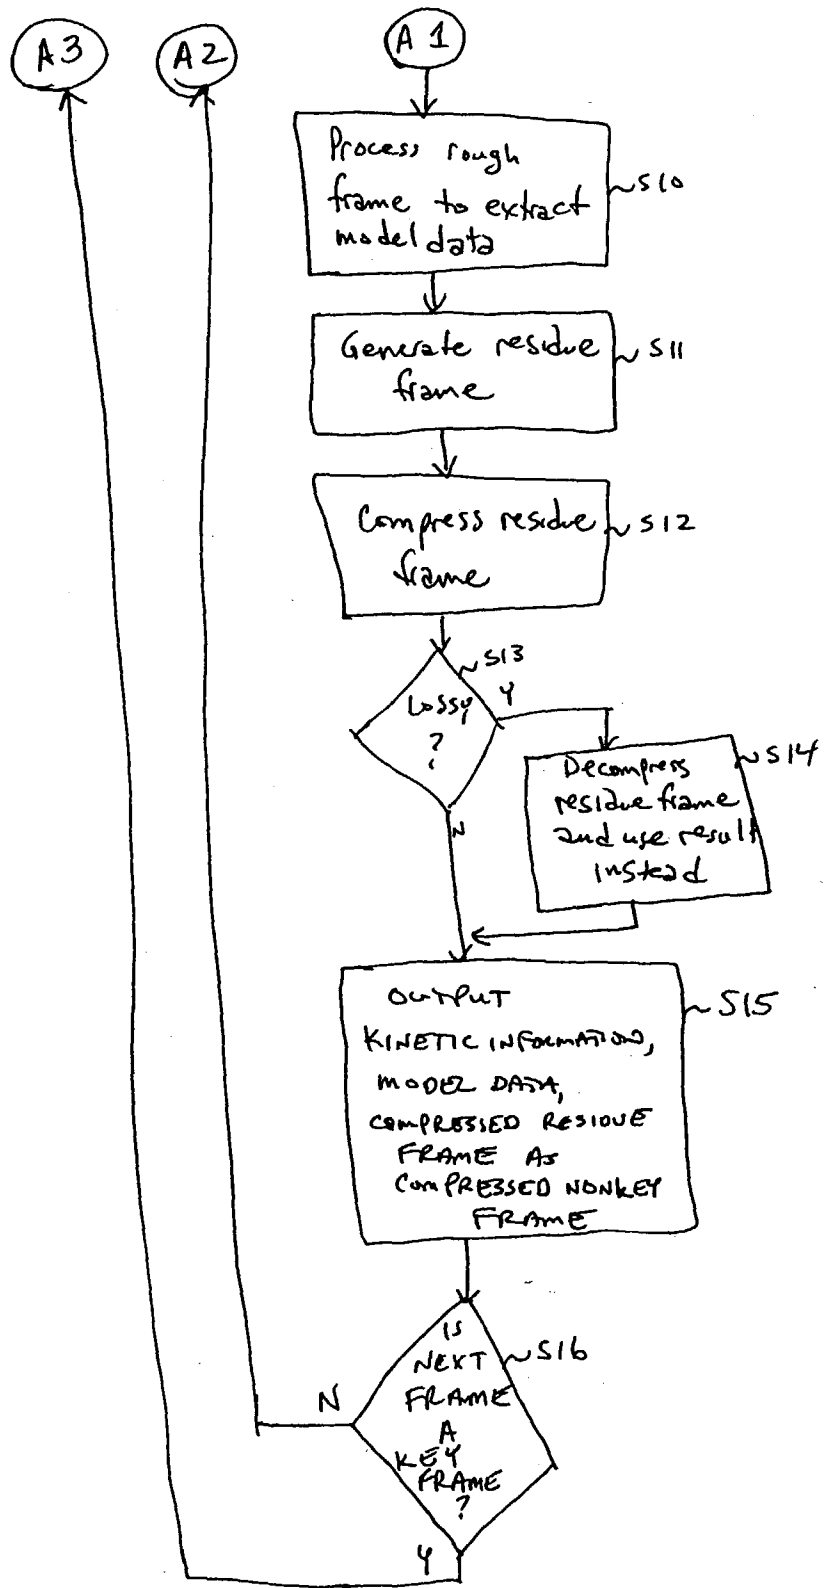 A3
A2
A1
Process rough
frame to extract
model data
S10
Generate residue
frame
S11
Compress residue
frame
S12
S13
Lossy
?
Y
N
Decompress
residue frame
and use result
instead
S14
OUTPUT
KINETIC INFORMATION,
MODEL DATA,
COMPRESSED RESIDUE
FRAME AS
COMPRESSED NONKEY
FRAME
S15
IS
NEXT
FRAME
A
KEY
FRAME
?
S16
N
Y